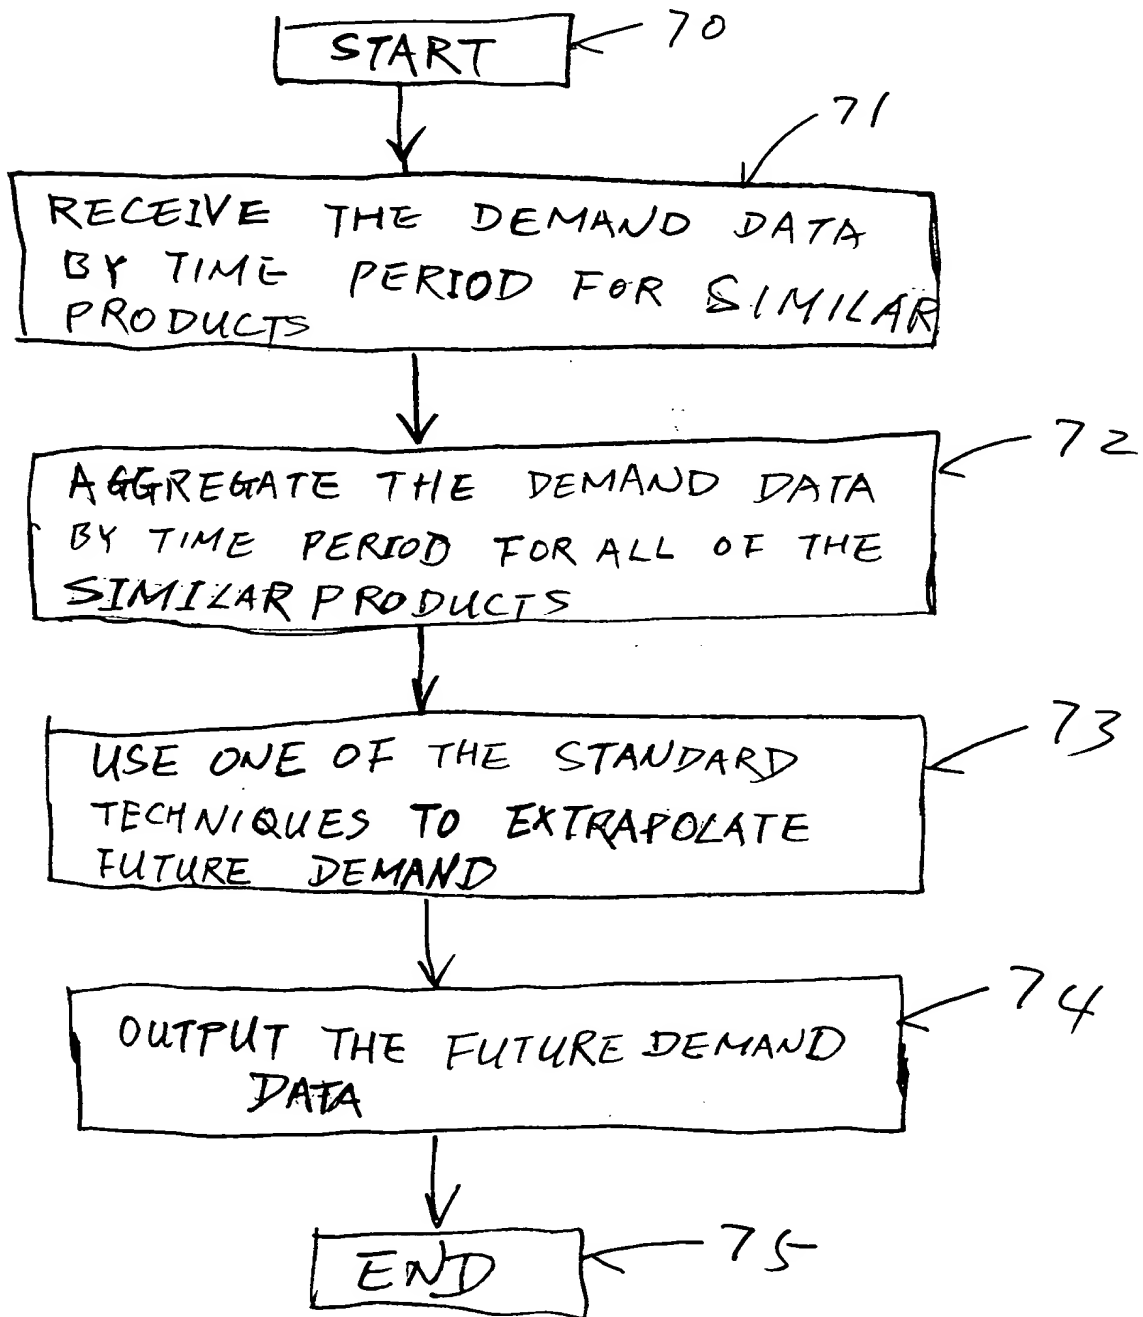 START
70
71
RECEIVE THE DEMAND DATA
BY TIME PERIOD FOR SIMILAR
PRODUCTS
72
AGGREGATE THE DEMAND DATA
BY TIME PERIOD FOR ALL OF THE
SIMILAR PRODUCTS
73
USE ONE OF THE STANDARD
TECHNIQUES TO EXTRAPOLATE
FUTURE DEMAND
74
OUTPUT THE FUTURE DEMAND
DATA
END
75